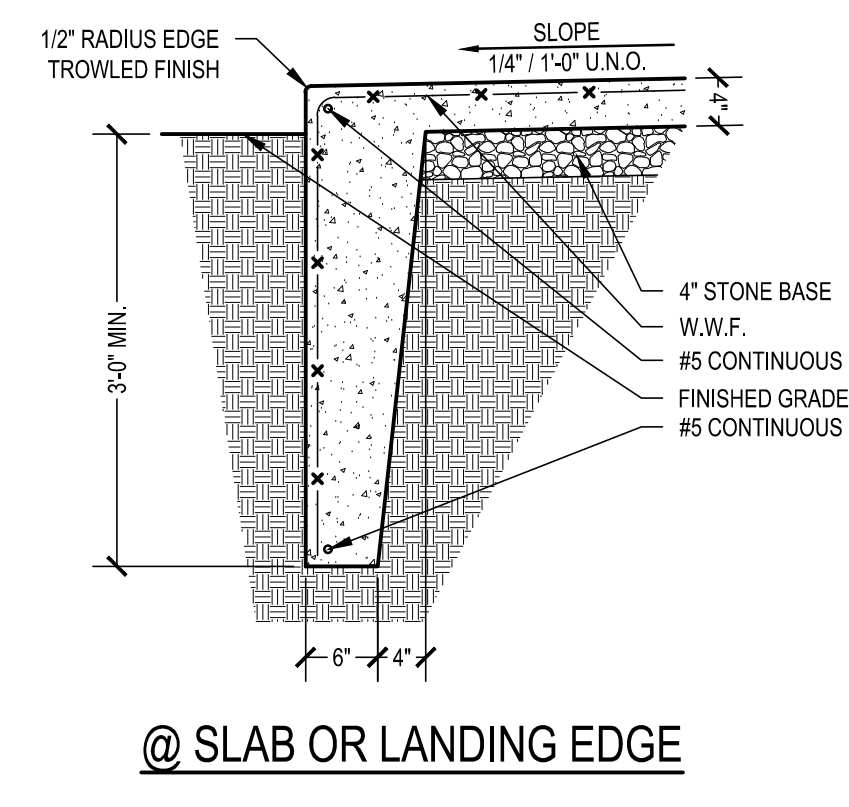 1/2" RADIUS EDGE
TROWLED FINISH
SLOPE
1/4" / 1'-0" U.N.O.
4"
3'-0" MIN.
4" STONE BASE
W.W.F.
#5 CONTINUOUS
FINISHED GRADE
#5 CONTINUOUS
6"
4"
@ SLAB OR LANDING EDGE